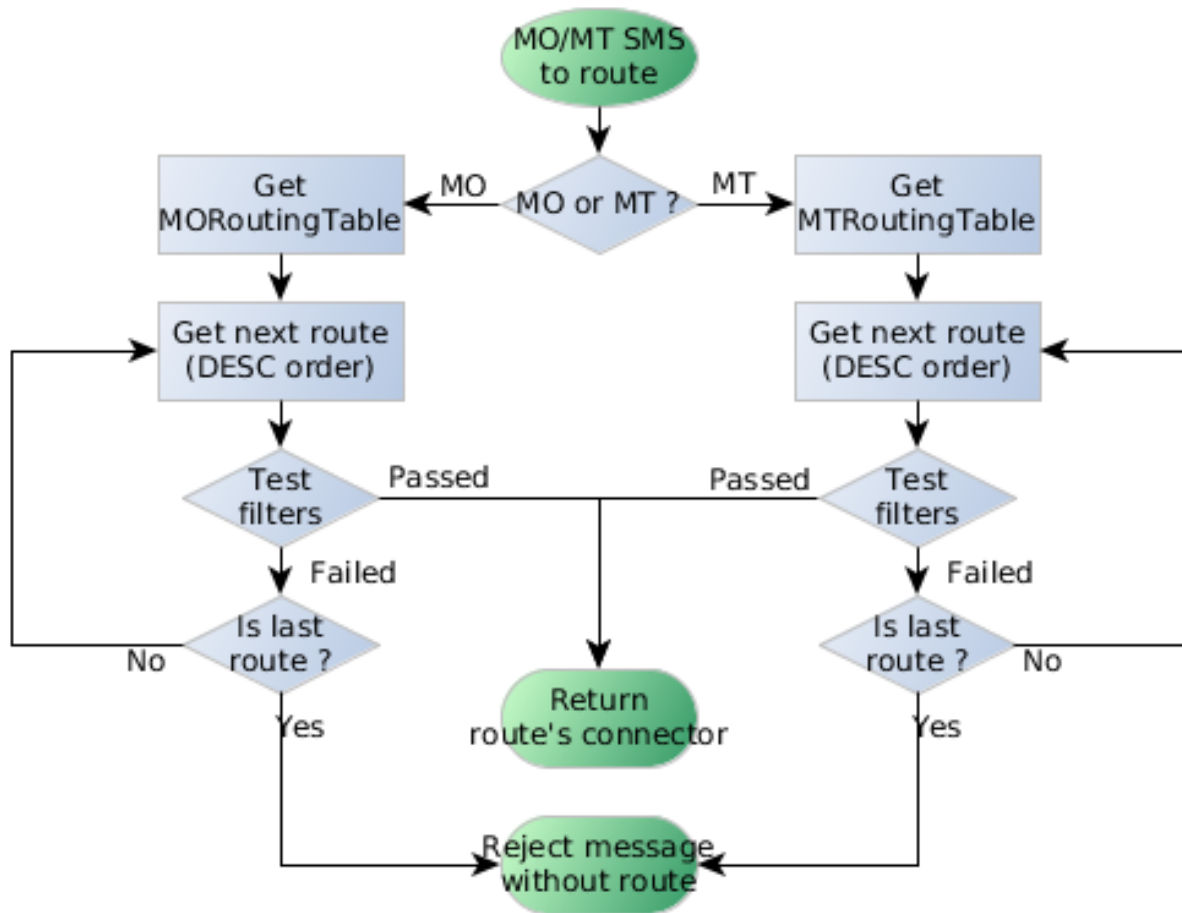 MO/MT SMS
to route
MO
MO or MT ?
MT
Get
MORoutingTable
Get
MTRoutingTable
Get next route
(DESC order)
Get next route
(DESC order)
Test
filters
Passed
Passed
Test
filters
Failed
Failed
Is last
route ?
No
Is last
route ?
No
Yes
Return
route's connector
Yes
Reject message
without route